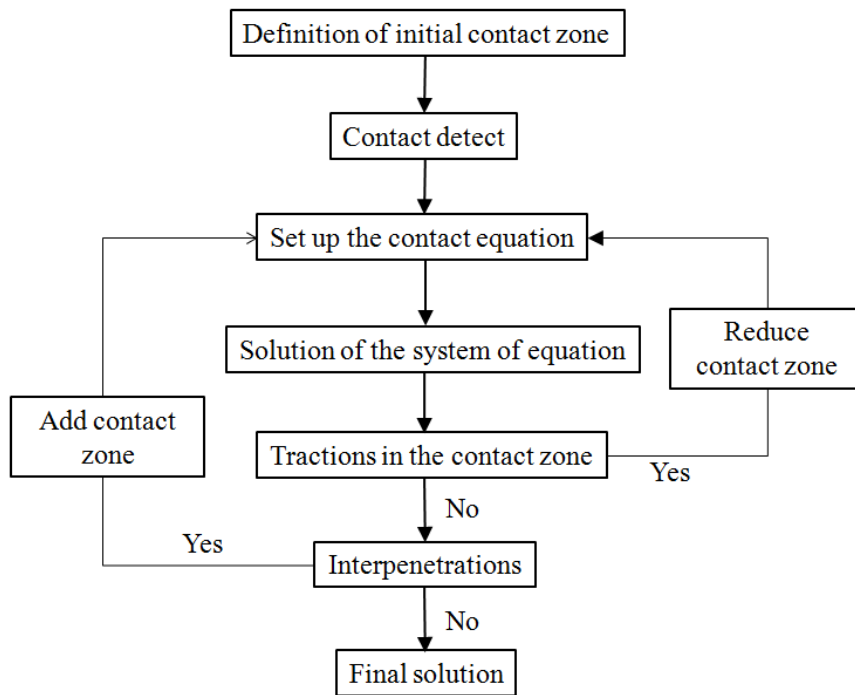 Definition of initial contact zone
Contact detect
Set up the contact equation
Solution of the system of equation
Reduce
contact zone
Add contact
zone
Tractions in the contact zone
Yes
No
Yes
Interpenetrations
No
Final solution